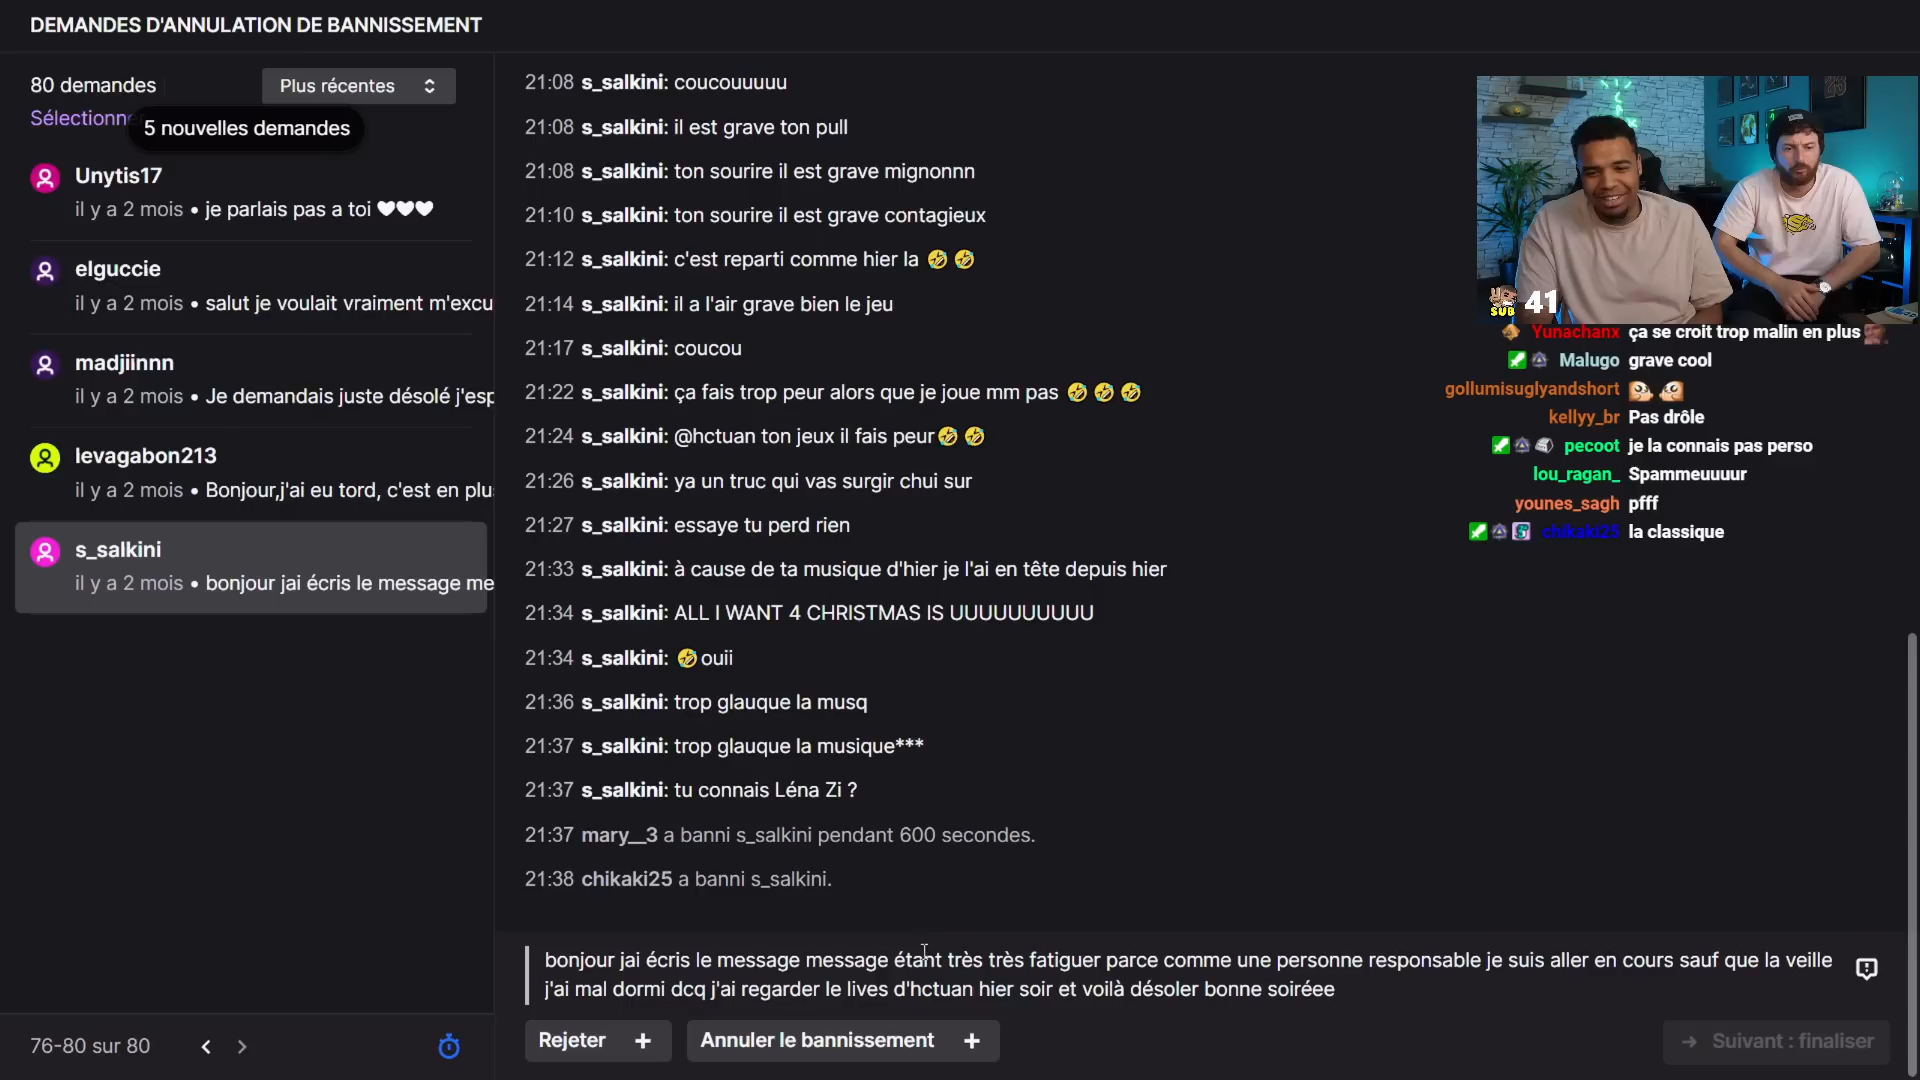 DEMANDES D'ANNULATION DE BANNISSEMENT
80 demandes
Plus récentes
Sélectionne
5 nouvelles demandes
Unytis17
il y a 2 mois • je parlais pas a toi 🤍🤍🤍
elguccie
il y a 2 mois • salut je voulait vraiment m'excu
madjiinnn
il y a 2 mois • Je demandais juste désolé j'esp
levagabon213
il y a 2 mois • Bonjour,j'ai eu tord, c'est en plu
s_salkini
il y a 2 mois • bonjour jai écris le message me
76-80 sur 80
21:08 s_salkini: coucouuuuu
21:08 s_salkini: il est grave ton pull
21:08 s_salkini: ton sourire il est grave mignonnn
21:10 s_salkini: ton sourire il est grave contagieux
21:12 s_salkini: c'est reparti comme hier la 🤣 🤣
21:14 s_salkini: il a l'air grave bien le jeu
21:17 s_salkini: coucou
21:22 s_salkini: ça fais trop peur alors que je joue mm pas 🤣 🤣 🤣
21:24 s_salkini: @hctuan ton jeux il fais peur🤣 🤣
21:26 s_salkini: ya un truc qui vas surgir chui sur
21:27 s_salkini: essaye tu perd rien
21:33 s_salkini: à cause de ta musique d'hier je l'ai en tête depuis hier
21:34 s_salkini: ALL I WANT 4 CHRISTMAS IS UUUUUUUUUU
21:34 s_salkini: 🤣ouii
21:36 s_salkini: trop glauque la musq
21:37 s_salkini: trop glauque la musique***
21:37 s_salkini: tu connais Léna Zi ?
21:37 mary__3 a banni s_salkini pendant 600 secondes.
21:38 chikaki25 a banni s_salkini.
bonjour jai écris le message message étant très très fatiguer parce comme une personne responsable je suis aller en cours sauf que la veille
j'ai mal dormi dcq j'ai regarder le lives d'hctuan hier soir et voilà désoler bonne soiréee
Rejeter +
Annuler le bannissement +
→ Suivant : finaliser
23
SUB 41
Yunachanx ça se croit trop malin en plus
Malugo grave cool
gollumisuglyandshort
kellyy_br Pas drôle
pecoot je la connais pas perso
lou_ragan_ Spammeuuuur
younes_sagh pfff
chikaki25 la classique